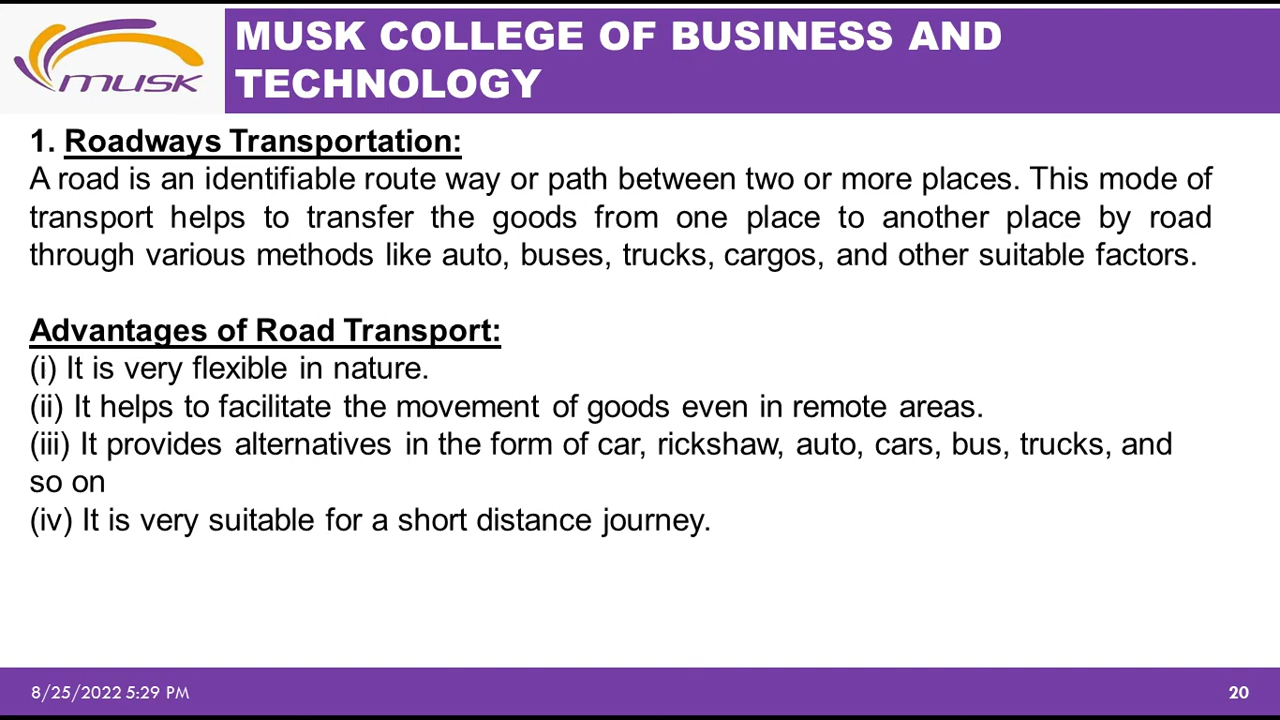 musk
MUSK COLLEGE OF BUSINESS AND
TECHNOLOGY
1. Roadways Transportation:
A road is an identifiable route way or path between two or more places. This mode of
transport helps to transfer the goods from one place to another place by road
through various methods like auto, buses, trucks, cargos, and other suitable factors.
Advantages of Road Transport:
(i) It is very flexible in nature.
(ii) It helps to facilitate the movement of goods even in remote areas.
(iii) It provides alternatives in the form of car, rickshaw, auto, cars, bus, trucks, and
so on
(iv) It is very suitable for a short distance journey.
8/25/2022 5:29 PM
20